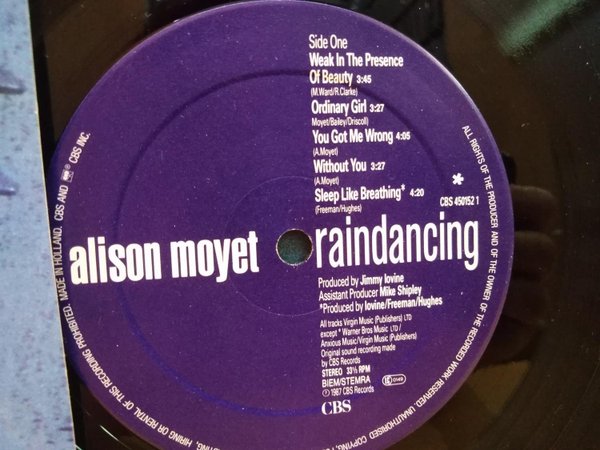 Side One
Weak In The Presence
Of Beauty 3:45
(M.Ward/R.Clarke)
Ordinary Girl 3:27
Moyet/Bailey/Driscoll)
You Got Me Wrong 4:05
(A.Moyet)
Without You 3:27
(A.Moyet)
Sleep Like Breathing* 4:20
(Freeman/Hughes)
*
CBS 450152 1
alison moyet
raindancing
Produced by Jimmy Iovine
Assistant Producer Mike Shipley
*Produced by Iovine/Freeman/Hughes
All tracks Virgin Music (Publishers) LTD
except * Warner Bros Music LTD /
Anxious Music/Virgin Music (Publishers)
Original sound recording made
by CBS Records
STEREO 33⅓ RPM
BIEM/STEMRA
0149
℗ 1987 CBS Records
CBS
ALL RIGHTS OF THE PRODUCER AND OF THE OWNER OF THE RECORDED WORK RESERVED. UNAUTHORISED COPYING,
HIRING OR RENTAL OF THIS RECORDING PROHIBITED. MADE IN HOLLAND. CBS AND ® CBS INC.